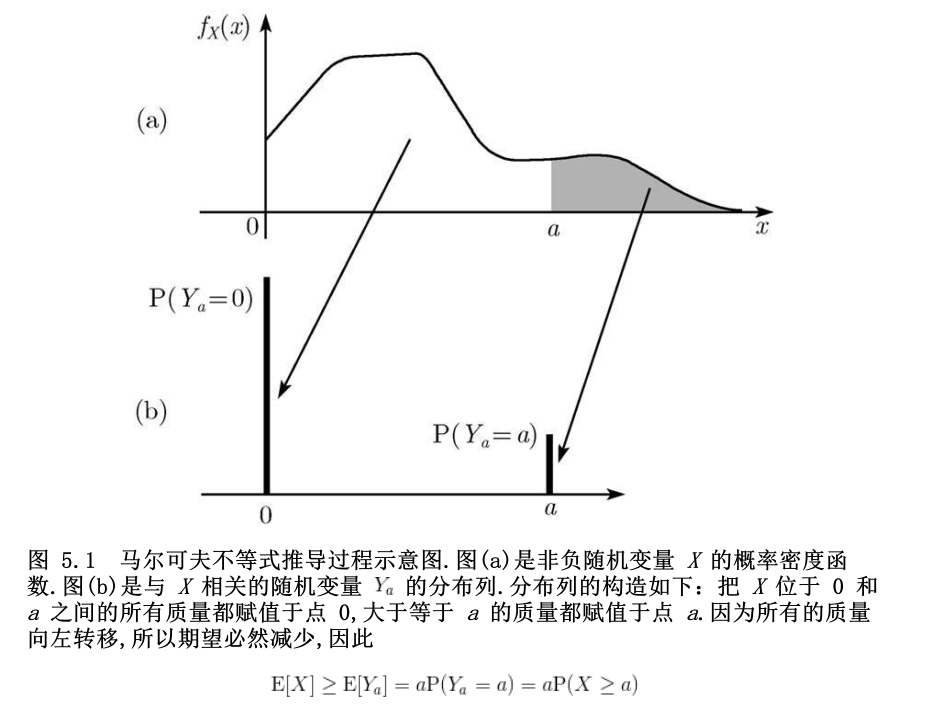 f_X(x)
(a)
0
a
x
P(Y_a=0)
(b)
P(Y_a=a)
0
a
图 5.1 马尔可夫不等式推导过程示意图.图(a)是非负随机变量 X 的概率密度函
数.图(b)是与 X 相关的随机变量 Y_a 的分布列.分布列的构造如下：把 X 位于 0 和
a 之间的所有质量都赋值于点 0,大于等于 a 的质量都赋值于点 a.因为所有的质量
向左转移,所以期望必然减少,因此
E[X] ≥ E[Y_a] = aP(Y_a = a) = aP(X ≥ a)